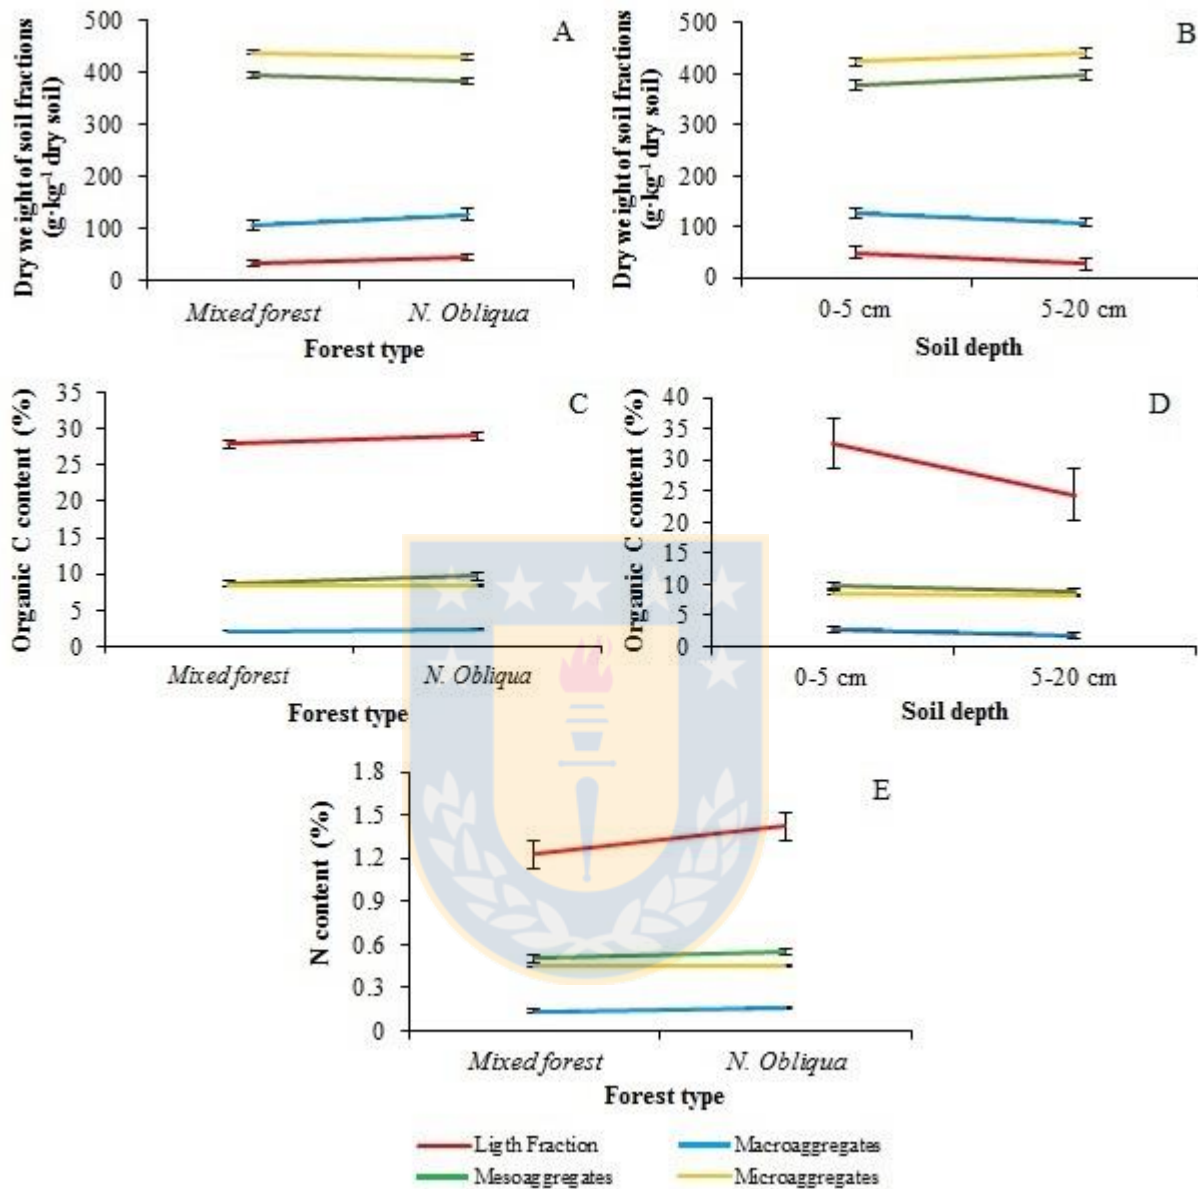 A
Dry weight of soil fractions
(g·kg⁻¹ dry soil)
500
400
300
200
100
0
Mixed forest
N. Obliqua
Forest type
B
Dry weight of soil fractions
(g·kg⁻¹ dry soil)
500
400
300
200
100
0
0-5 cm
5-20 cm
Soil depth
C
Organic C content (%)
35
30
25
20
15
10
5
0
Mixed forest
N. Obliqua
Forest type
D
Organic C content (%)
40
35
30
25
20
15
10
5
0
0-5 cm
5-20 cm
Soil depth
E
N content (%)
1.8
1.5
1.2
0.9
0.6
0.3
0
Mixed forest
N. Obliqua
Forest type
Ligth Fraction
Macroaggregates
Mesoaggregates
Microaggregates